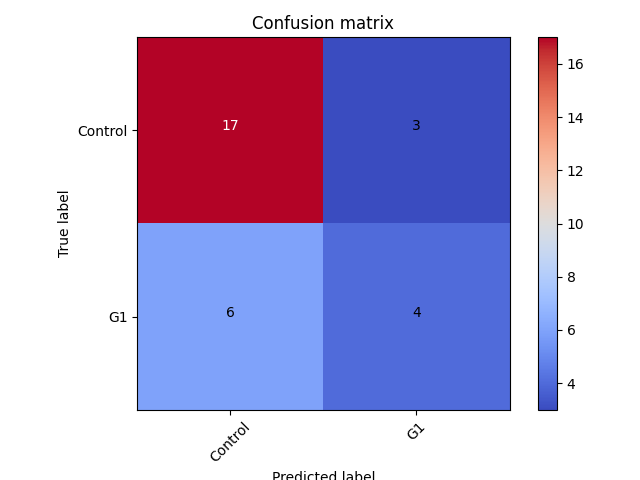 Confusion matrix
True label
Control
17
3
G1
6
4
Control
G1
Predicted label
16
14
12
10
8
6
4